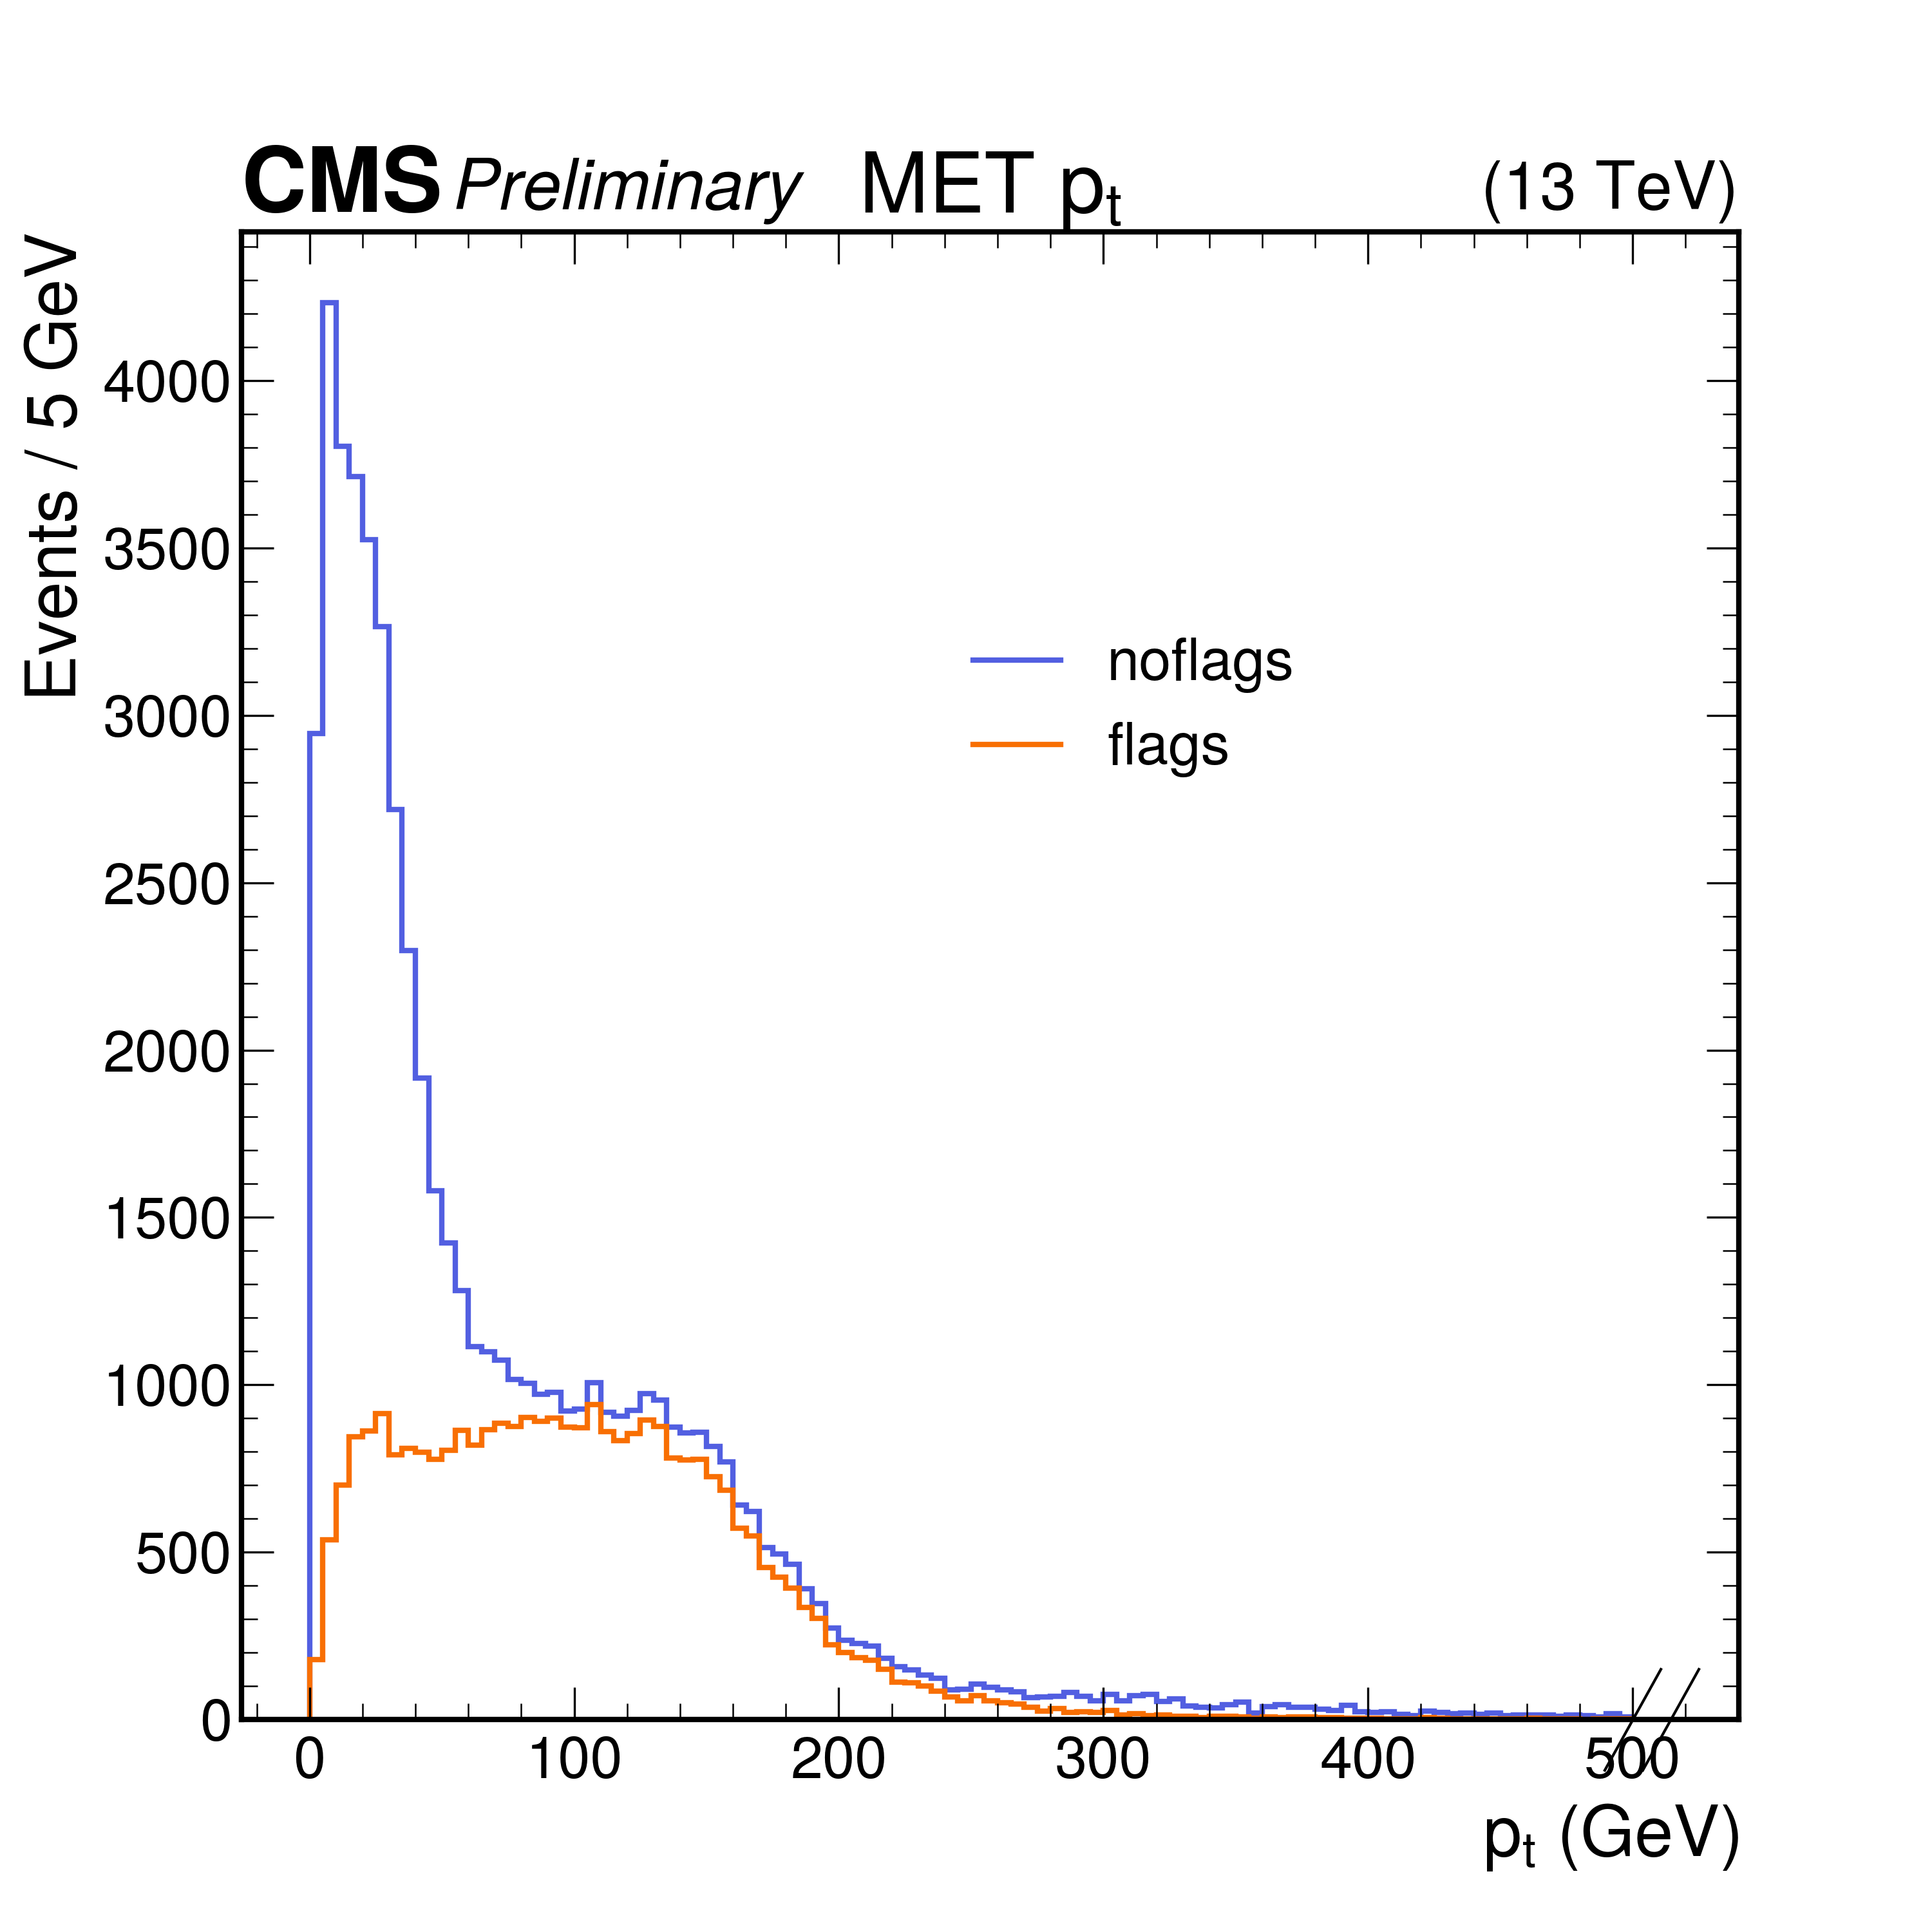 CMS Preliminary MET pt (13 TeV)
Events / 5 GeV
4000
3500
3000
2500
2000
1500
1000
500
0
noflags
flags
0 100 200 300 400 500
pt (GeV)